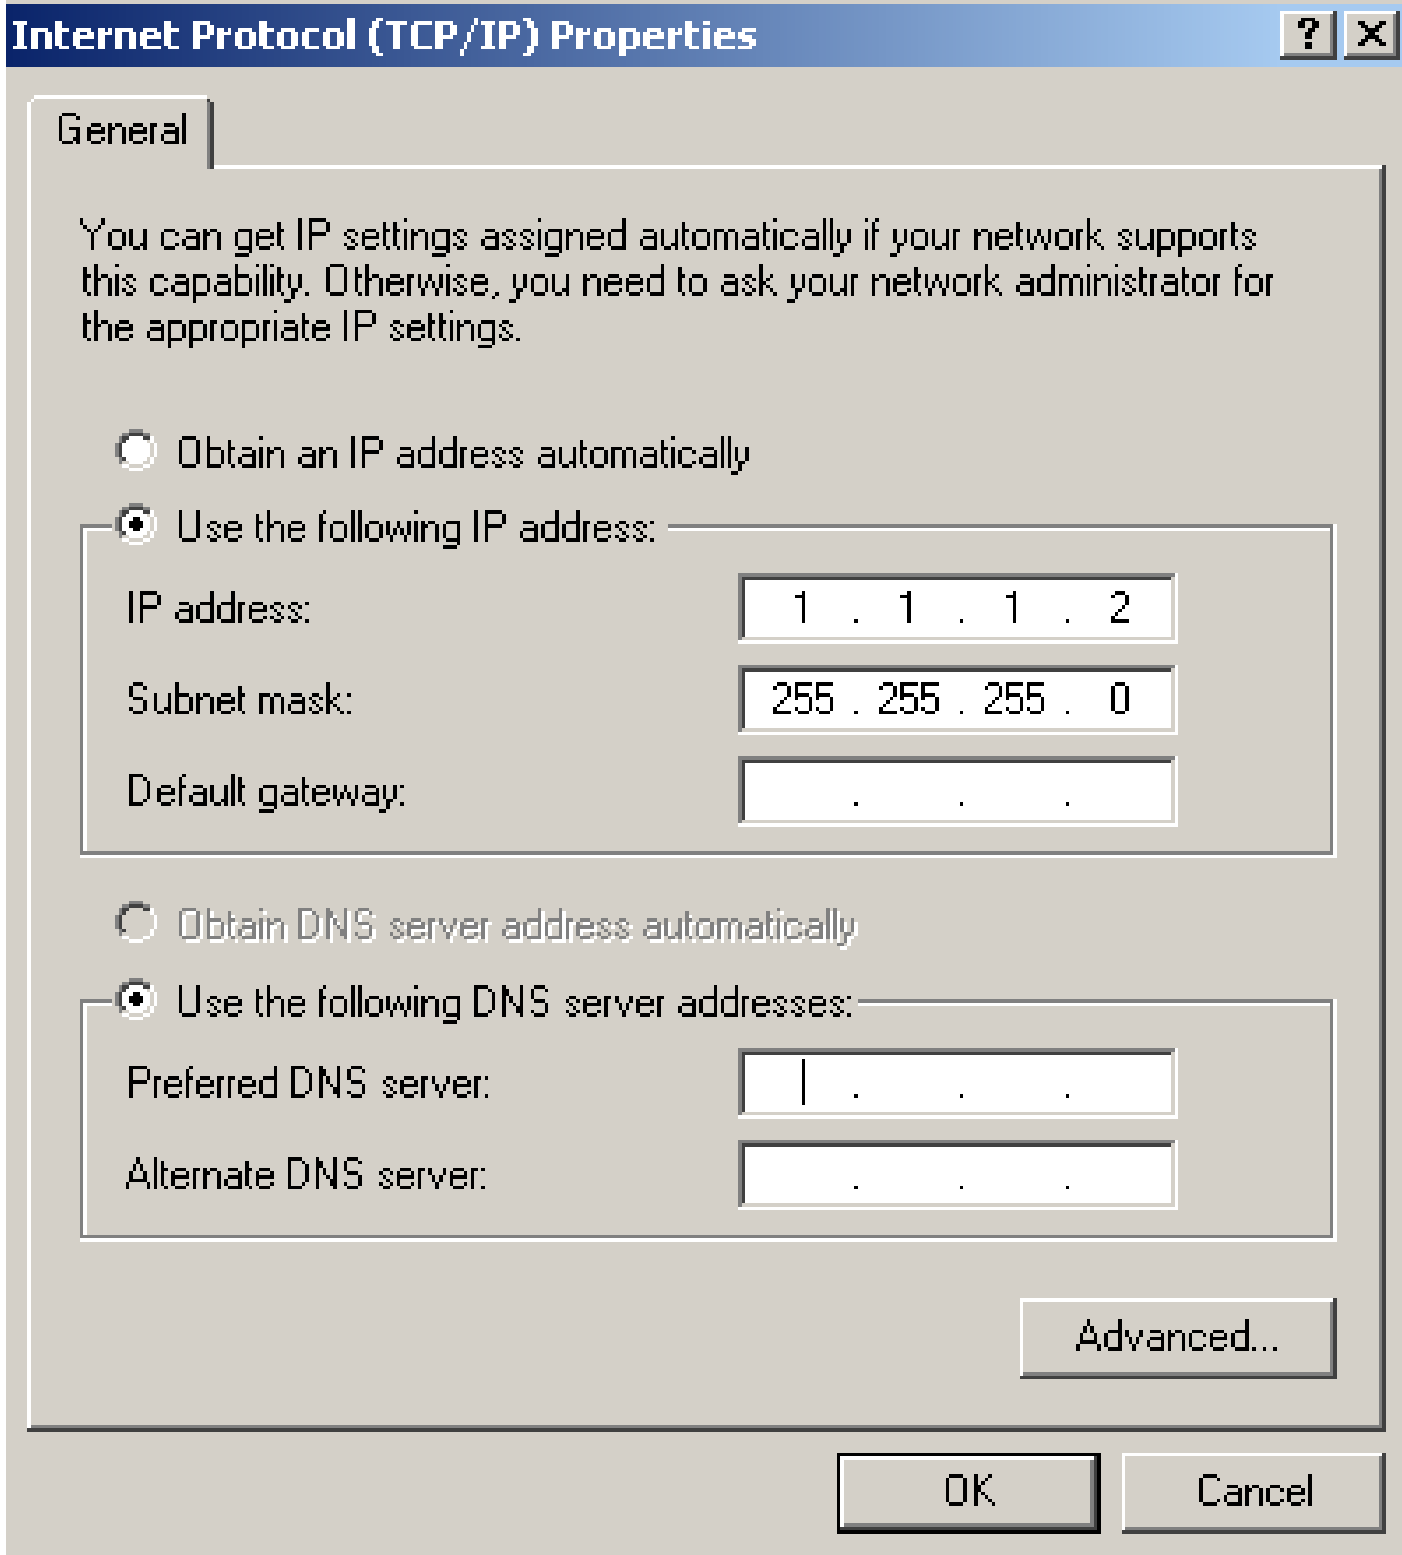 Internet Protocol (TCP/IP) Properties
General
You can get IP settings assigned automatically if your network supports
this capability. Otherwise, you need to ask your network administrator for
the appropriate IP settings.
Obtain an IP address automatically
Use the following IP address:
IP address: 1 . 1 . 1 . 2
Subnet mask: 255 . 255 . 255 . 0
Default gateway: . . .
Obtain DNS server address automatically
Use the following DNS server addresses:
Preferred DNS server: . . .
Alternate DNS server: . . .
Advanced...
OK Cancel